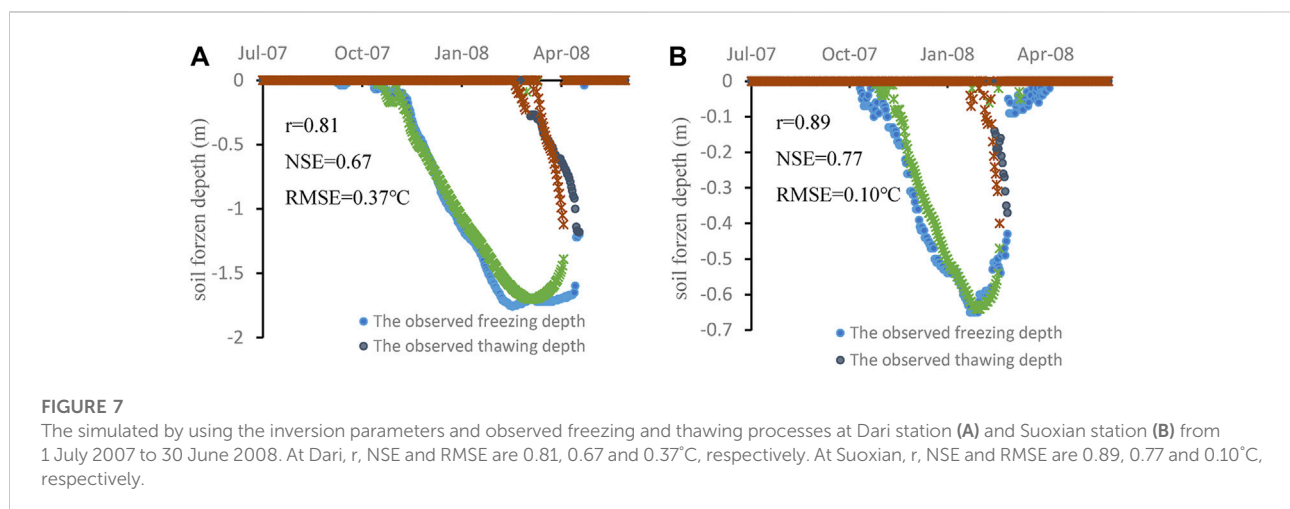 A
Jul-07 Oct-07 Jan-08 Apr-08
0
-0.5
-1
-1.5
-2
soil forzen depeth (m)
r=0.81
NSE=0.67
RMSE=0.37℃
The observed freezing depth
The observed thawing depth
B
Jul-07 Oct-07 Jan-08 Apr-08
0
-0.1
-0.2
-0.3
-0.4
-0.5
-0.6
-0.7
soil forzen depeth (m)
r=0.89
NSE=0.77
RMSE=0.10℃
The observed freezing depth
The observed thawing depth
FIGURE 7
The simulated by using the inversion parameters and observed freezing and thawing processes at Dari station (A) and Suoxian station (B) from
1 July 2007 to 30 June 2008. At Dari, r, NSE and RMSE are 0.81, 0.67 and 0.37°C, respectively. At Suoxian, r, NSE and RMSE are 0.89, 0.77 and 0.10°C,
respectively.